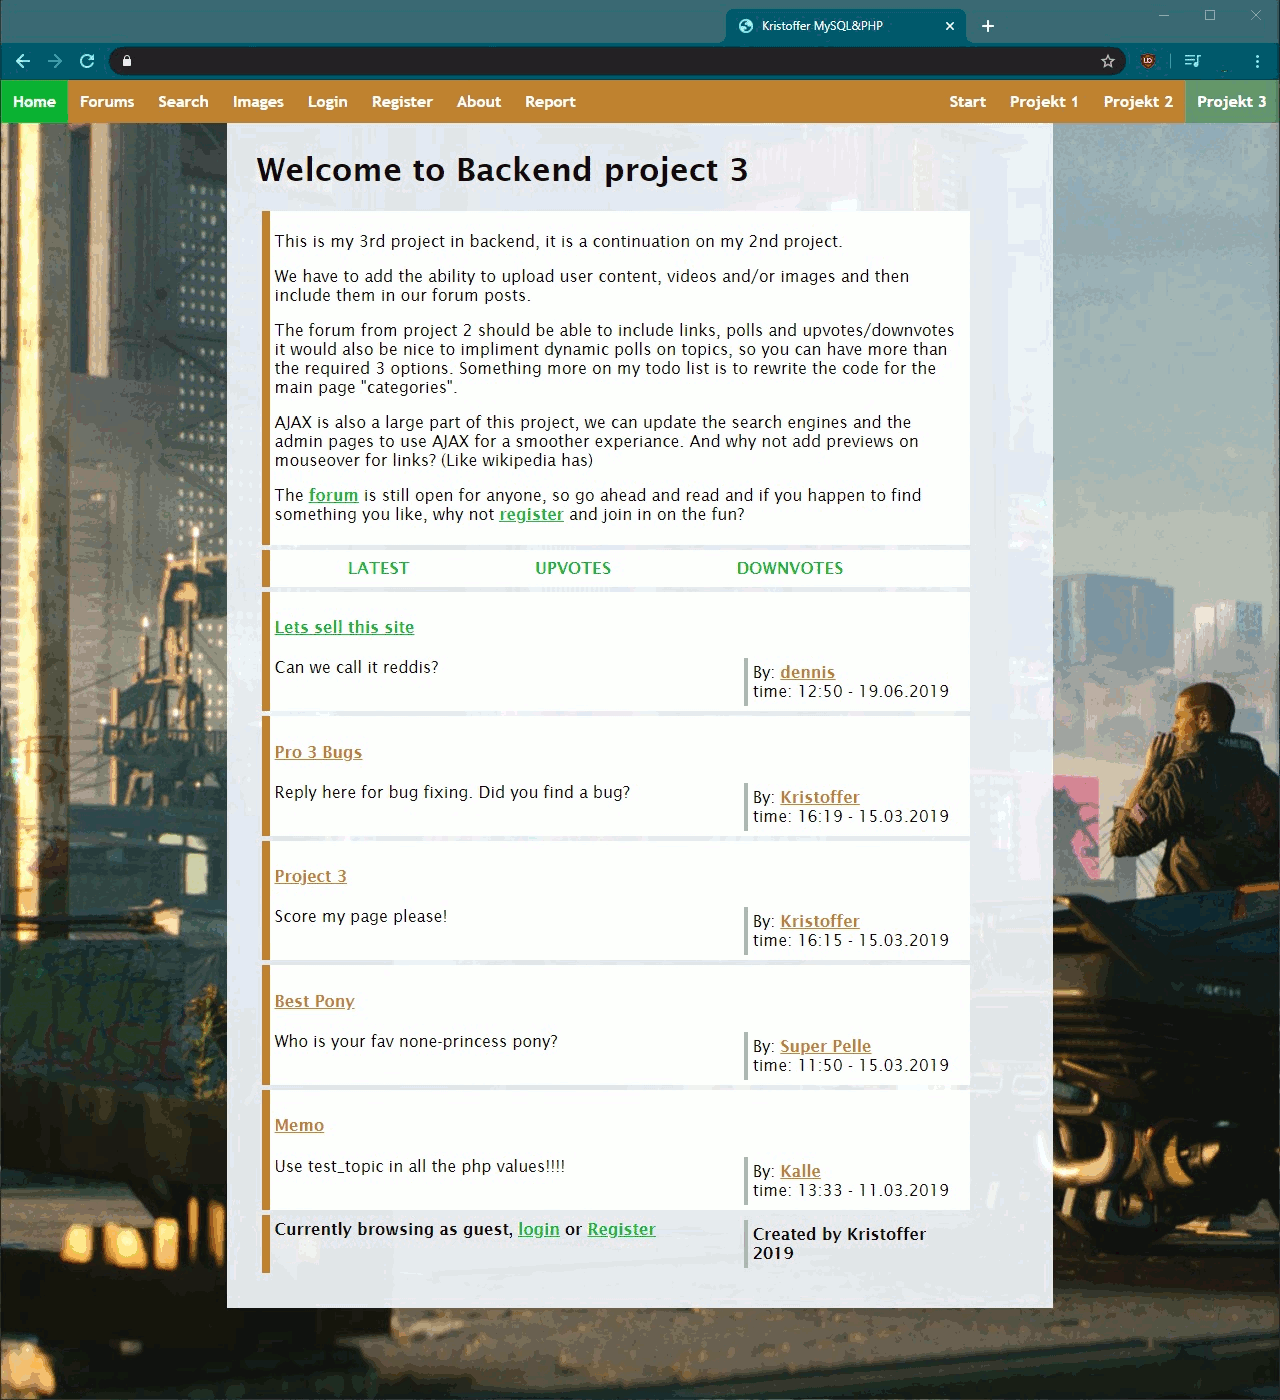 Kristoffer MySQL&PHP
Home Forums Search Images Login Register About Report Start Projekt 1 Projekt 2 Projekt 3
Welcome to Backend project 3
This is my 3rd project in backend, it is a continuation on my 2nd project.
We have to add the ability to upload user content, videos and/or images and then
include them in our forum posts.
The forum from project 2 should be able to include links, polls and upvotes/downvotes
it would also be nice to impliment dynamic polls on topics, so you can have more than
the required 3 options. Something more on my todo list is to rewrite the code for the
main page "categories".
AJAX is also a large part of this project, we can update the search engines and the
admin pages to use AJAX for a smoother experiance. And why not add previews on
mouseover for links? (Like wikipedia has)
The forum is still open for anyone, so go ahead and read and if you happen to find
something you like, why not register and join in on the fun?
LATEST UPVOTES DOWNVOTES
Lets sell this site
Can we call it reddis?
By: dennis
time: 12:50 - 19.06.2019
Pro 3 Bugs
Reply here for bug fixing. Did you find a bug?
By: Kristoffer
time: 16:19 - 15.03.2019
Project 3
Score my page please!
By: Kristoffer
time: 16:15 - 15.03.2019
Best Pony
Who is your fav none-princess pony?
By: Super Pelle
time: 11:50 - 15.03.2019
Memo
Use test_topic in all the php values!!!!
By: Kalle
time: 13:33 - 11.03.2019
Currently browsing as guest, login or Register
Created by Kristoffer
2019